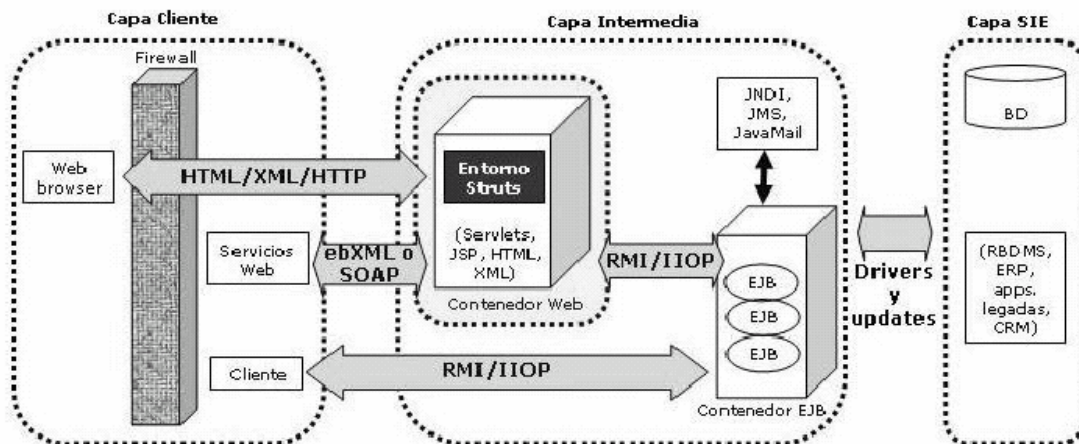 Capa Cliente
Capa Intermedia
Capa SIE
Firewall
Web
browser
HTML/XML/HTTP
Servicios
Web
ebXML o
SOAP
Cliente
RMI/IIOP
Entorno
Struts
(Servlets,
JSP, HTML,
XML)
Contenedor Web
RMI/IIOP
JNDI,
JMS,
JavaMail
EJB
EJB
EJB
Contenedor EJB
Drivers
y
updates
BD
(RBDMS,
ERP,
apps.
legadas,
CRM)